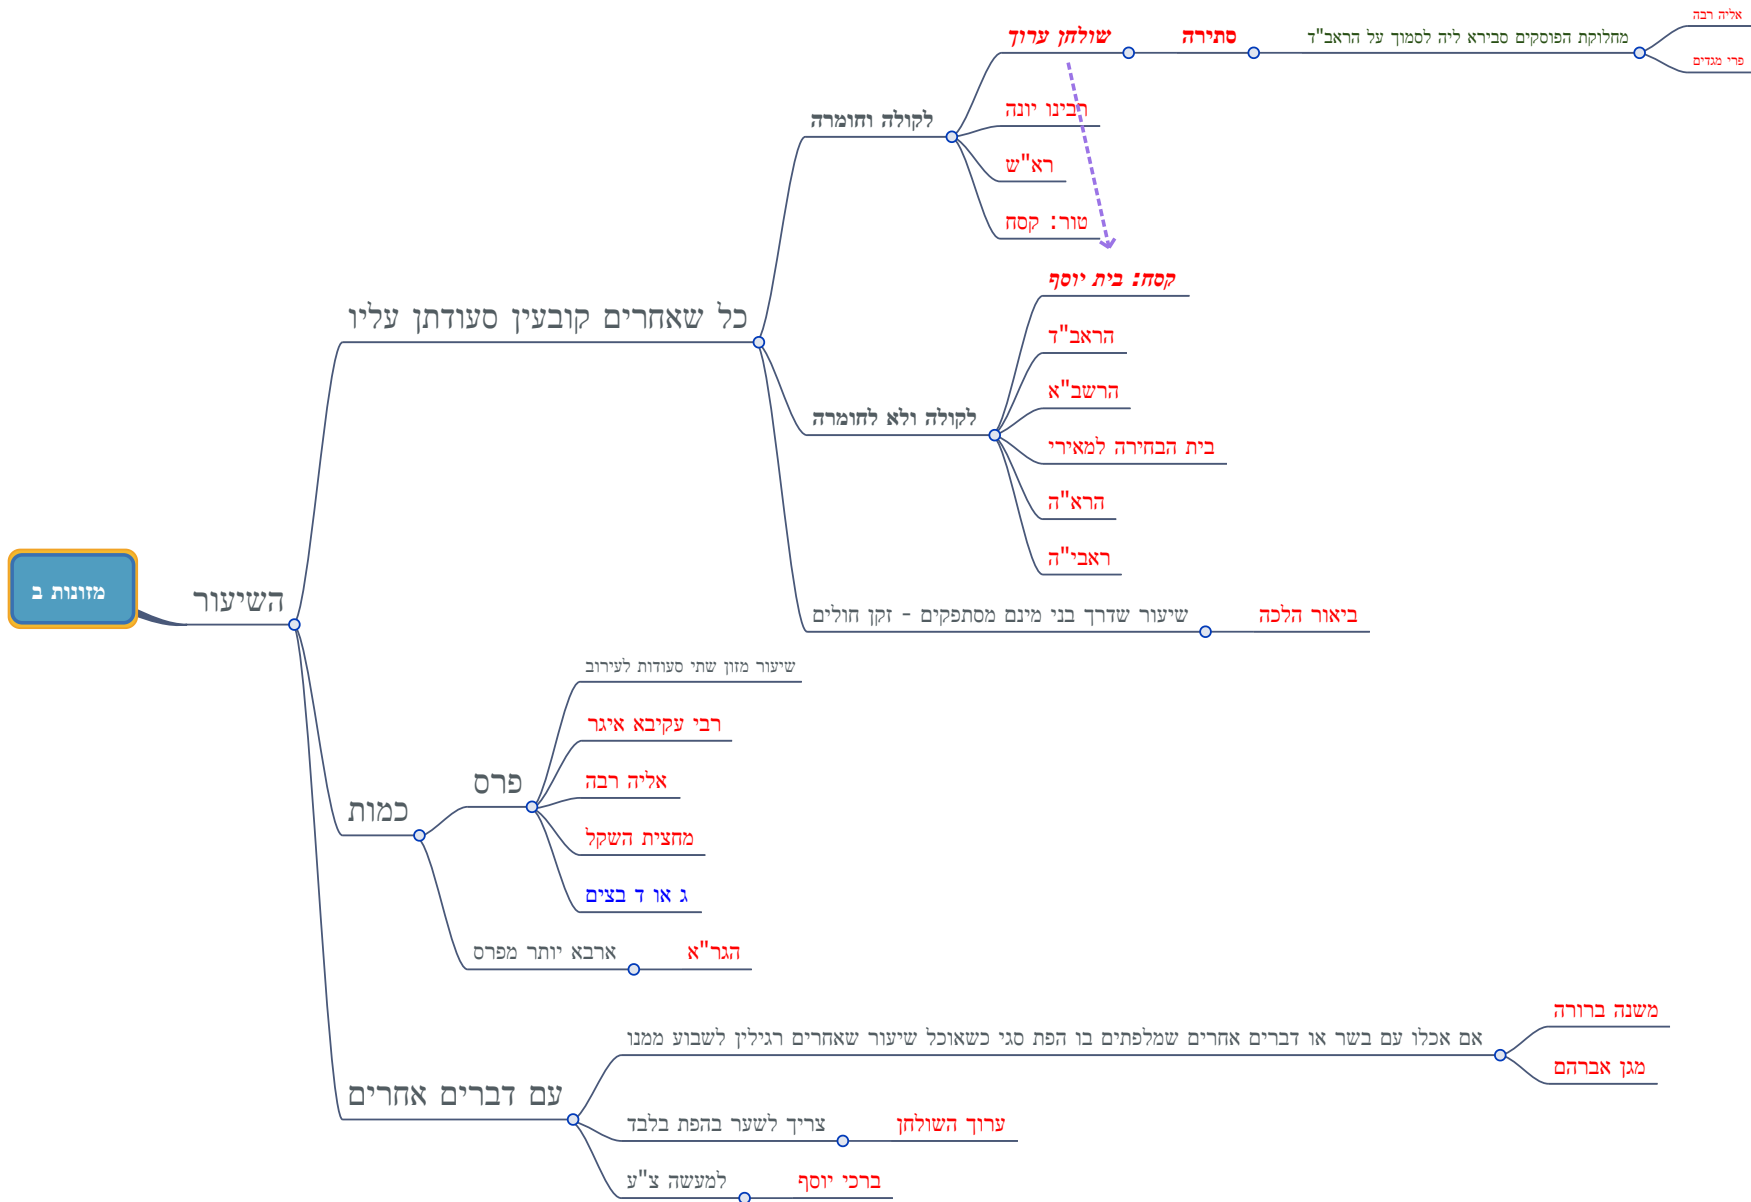 מזונות ב
השיעור
כל שאחרים קובעין סעודתן עליו
לקולה וחומרה
שולחן ערוך
סתירה
מחלוקת הפוסקים סבירא ליה לסמוך על הראב"ד
אליה רבה
פרי מגדים
רבינו יונה
רא"ש
טור: קסח
לקולה ולא לחומרה
קסח: בית יוסף
הראב"ד
הרשב"א
בית הבחירה למאירי
הרא"ה
ראבי"ה
שיעור שדרך בני מינם מסתפקים - זקן חולים
ביאור הלכה
כמות
פרס
שיעור מזון שתי סעודות לעירוב
רבי עקיבא איגר
אליה רבה
מחצית השקל
ג או ד בצים
ארבא יותר מפרס
הגר"א
עם דברים אחרים
אם אכלו עם בשר או דברים אחרים שמלפתים בו הפת סגי כשאוכל שיעור שאחרים רגילין לשבוע ממנו
משנה ברורה
מגן אברהם
צריך לשער בהפת בלבד
ערוך השולחן
למעשה צ"ע
ברכי יוסף